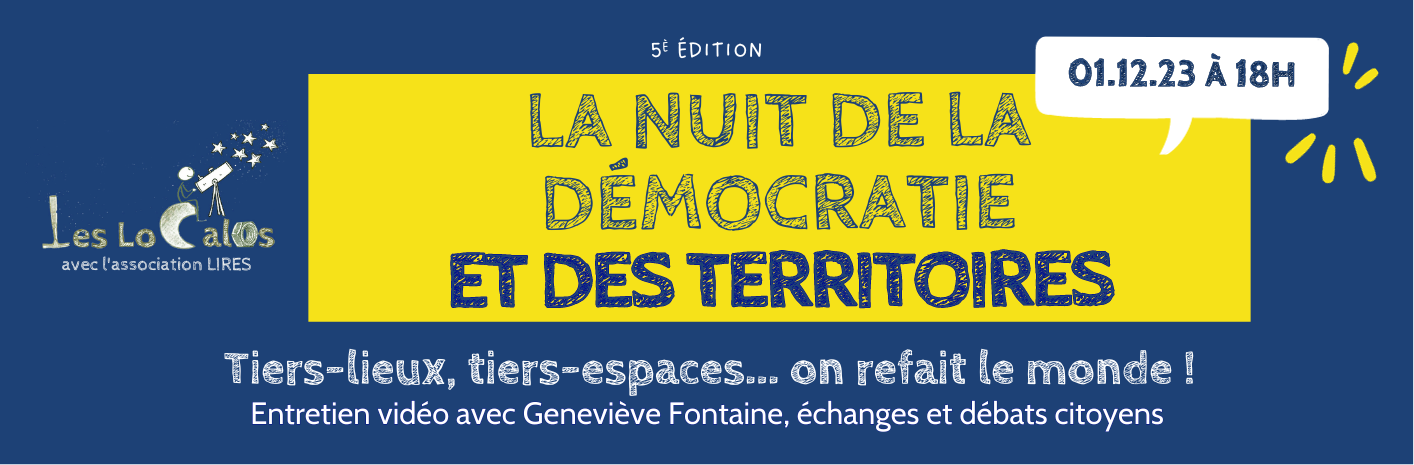 5È ÉDITION
01.12.23 À 18H
LA NUIT DE LA
DÉMOCRATIE
ET DES TERRITOIRES
Les LoCalos
avec l'association LIRES
Tiers-lieux, tiers-espaces... on refait le monde !
Entretien vidéo avec Geneviève Fontaine, échanges et débats citoyens